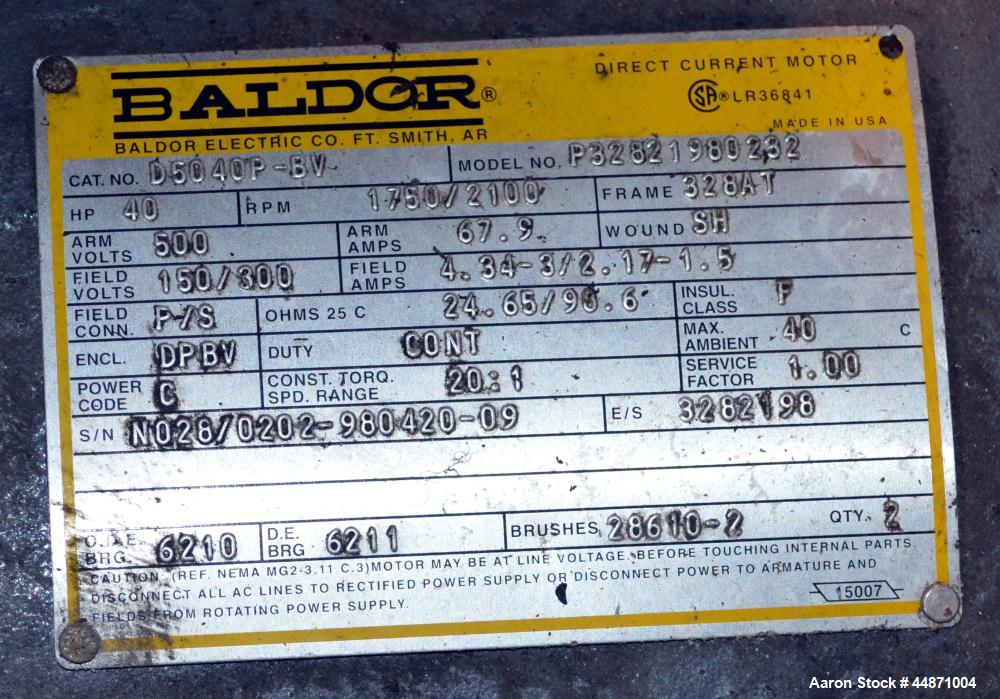 BALDOR®
BALDOR ELECTRIC CO. FT. SMITH, AR
DIRECT CURRENT MOTOR
SA® LR36841
MADE IN USA
CAT. NO. D5040P-BV MODEL NO. P32821980232
HP 40 RPM 1750/2100 FRAME 328AT
ARM VOLTS 500 ARM AMPS 67.9 WOUND SH
FIELD VOLTS 150/300 FIELD AMPS 4.34-3/2.17-1.5
FIELD CONN. P/S OHMS 25 C 24.65/98.6 INSUL. CLASS F
ENCL. DPBV DUTY CONT MAX. AMBIENT 40 C
POWER CODE C CONST. TORQ. SPD. RANGE 20:1 SERVICE FACTOR 1.00
S/N N028/0202-980420-09 E/S 3282 98
O.D.E. BRG. 6210 D.E. BRG 6211 BRUSHES 28610-2 QTY. 2
CAUTION. (REF. NEMA MG2-3.11 C.3) MOTOR MAY BE AT LINE VOLTAGE. BEFORE TOUCHING INTERNAL PARTS
DISCONNECT ALL AC LINES TO RECTIFIED POWER SUPPLY OR DISCONNECT POWER TO ARMATURE AND
FIELDS FROM ROTATING POWER SUPPLY.
15007
Aaron Stock # 44871004